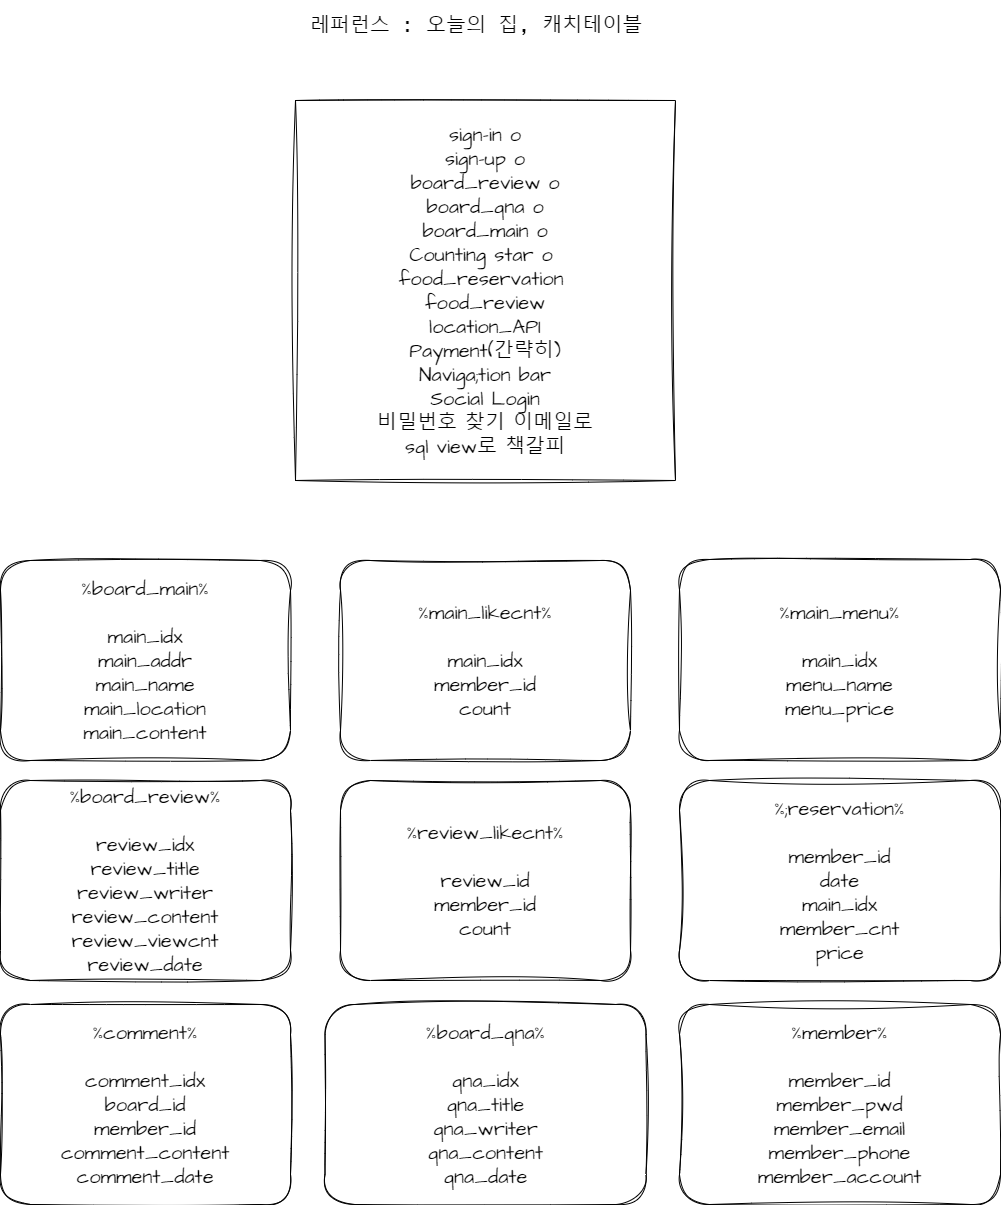 레퍼런스 : 오늘의 집, 캐치테이블
sign-in o
sign-up o
board_review o
board_qna o
board_main o
Counting star o
food_reservation
food_review
location_API
Payment(간략히)
Naviga;tion bar
Social Login
비밀번호 찾기 이메일로
sql view로 책갈피
%board_main%
main_idx
main_addr
main_name
main_location
main_content
%main_likecnt%
main_idx
member_id
count
%main_menu%
main_idx
menu_name
menu_price
%board_review%
review_idx
review_title
review_writer
review_content
review_viewcnt
review_date
%review_likecnt%
review_id
member_id
count
%;reservation%
member_id
date
main_idx
member_cnt
price
%comment%
comment_idx
board_id
member_id
comment_content
comment_date
%board_qna%
qna_idx
qna_title
qna_writer
qna_content
qna_date
%member%
member_id
member_pwd
member_email
member_phone
member_account